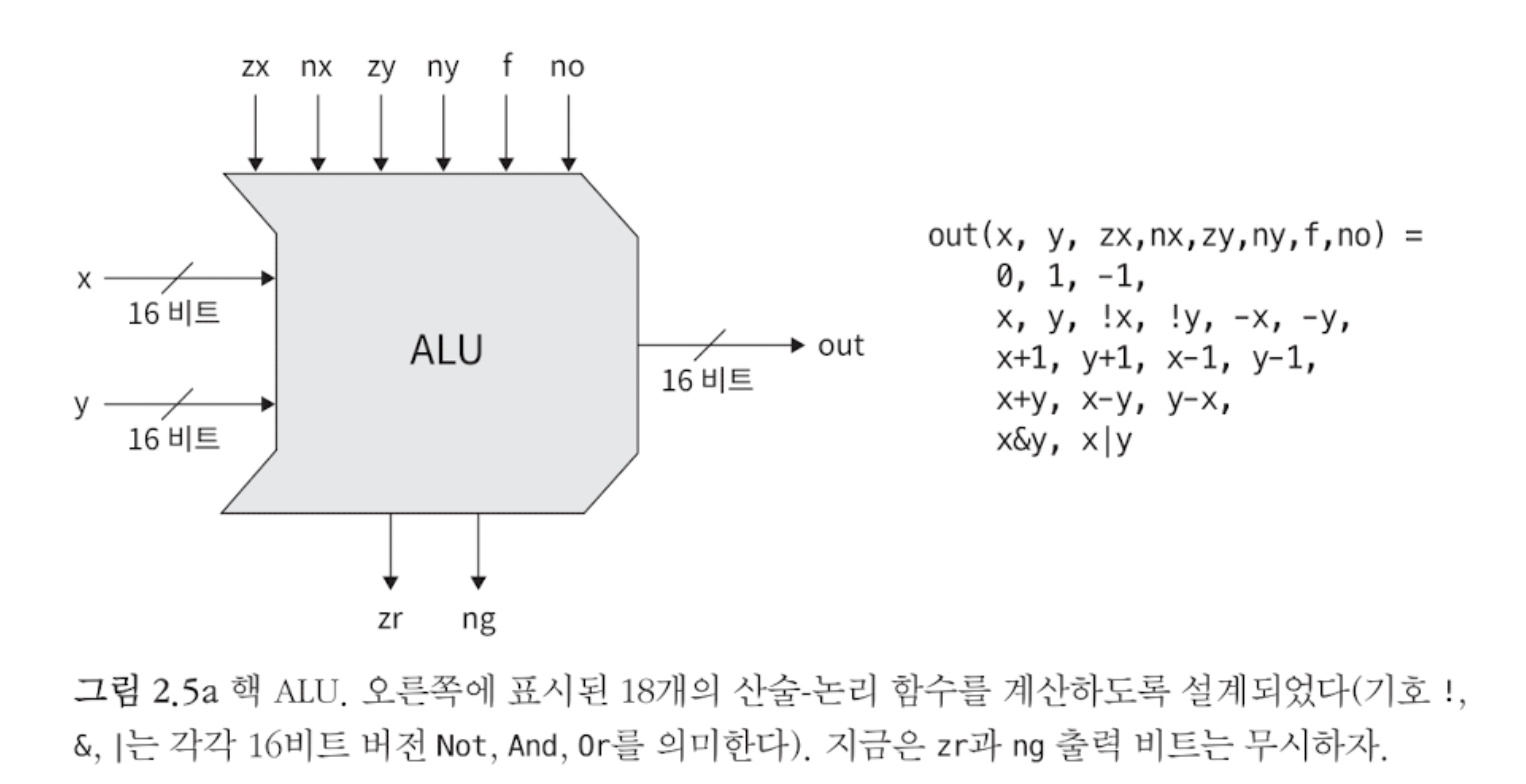 zx nx zy ny f no
x
16 비트
y
16 비트
ALU
out
16 비트
zr ng
out(x, y, zx,nx,zy,ny,f,no) =
0, 1, -1,
x, y, !x, !y, -x, -y,
x+1, y+1, x-1, y-1,
x+y, x-y, y-x,
x&y, x|y
그림 2.5a 핵 ALU. 오른쪽에 표시된 18개의 산술-논리 함수를 계산하도록 설계되었다(기호 !,
&, |는 각각 16비트 버전 Not, And, Or를 의미한다). 지금은 zr과 ng 출력 비트는 무시하자.